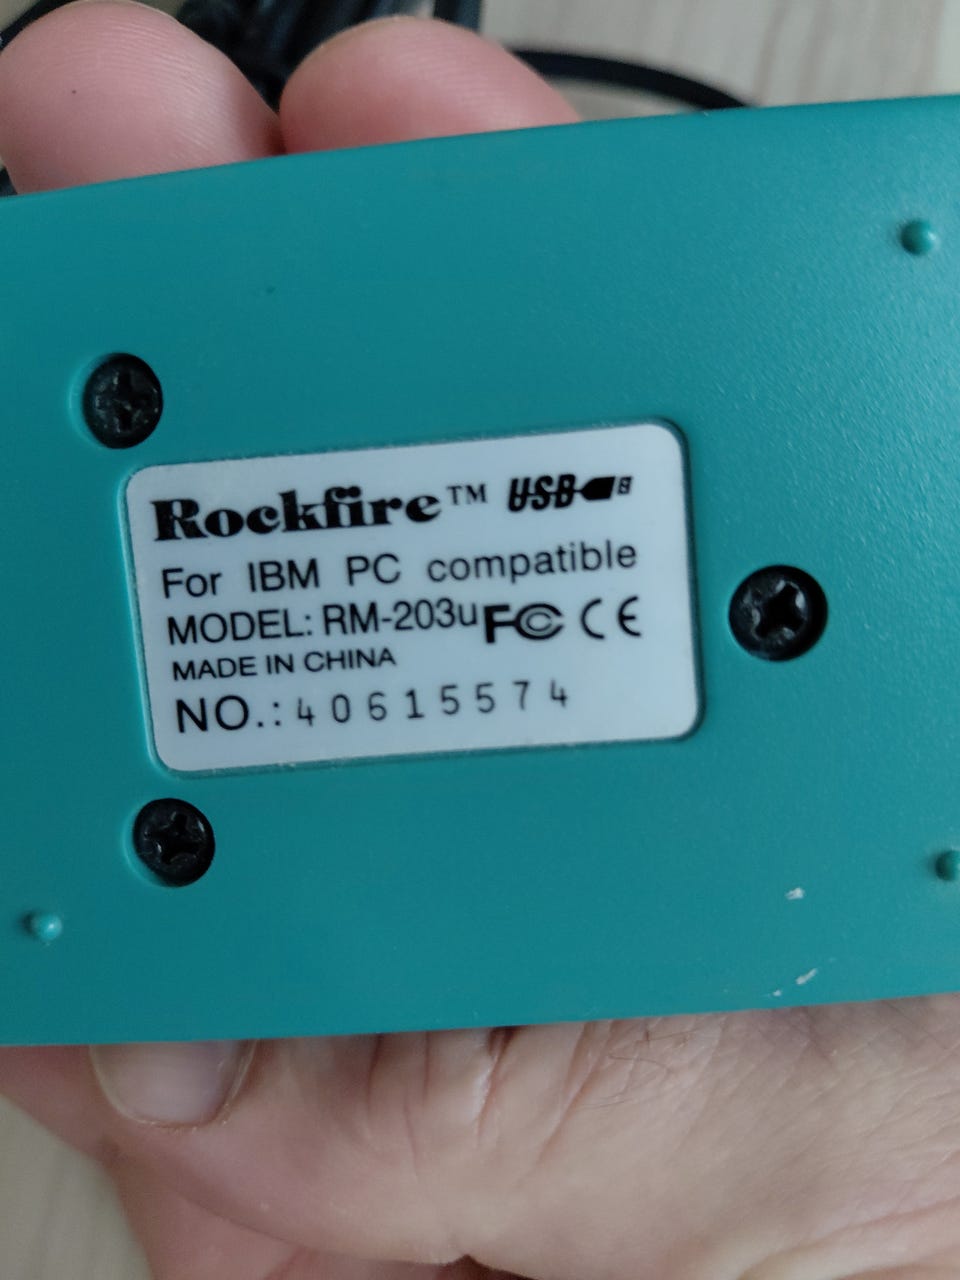 Rockfire™ USB
For IBM PC compatible
MODEL: RM-203u FC CE
MADE IN CHINA
NO.: 40615574